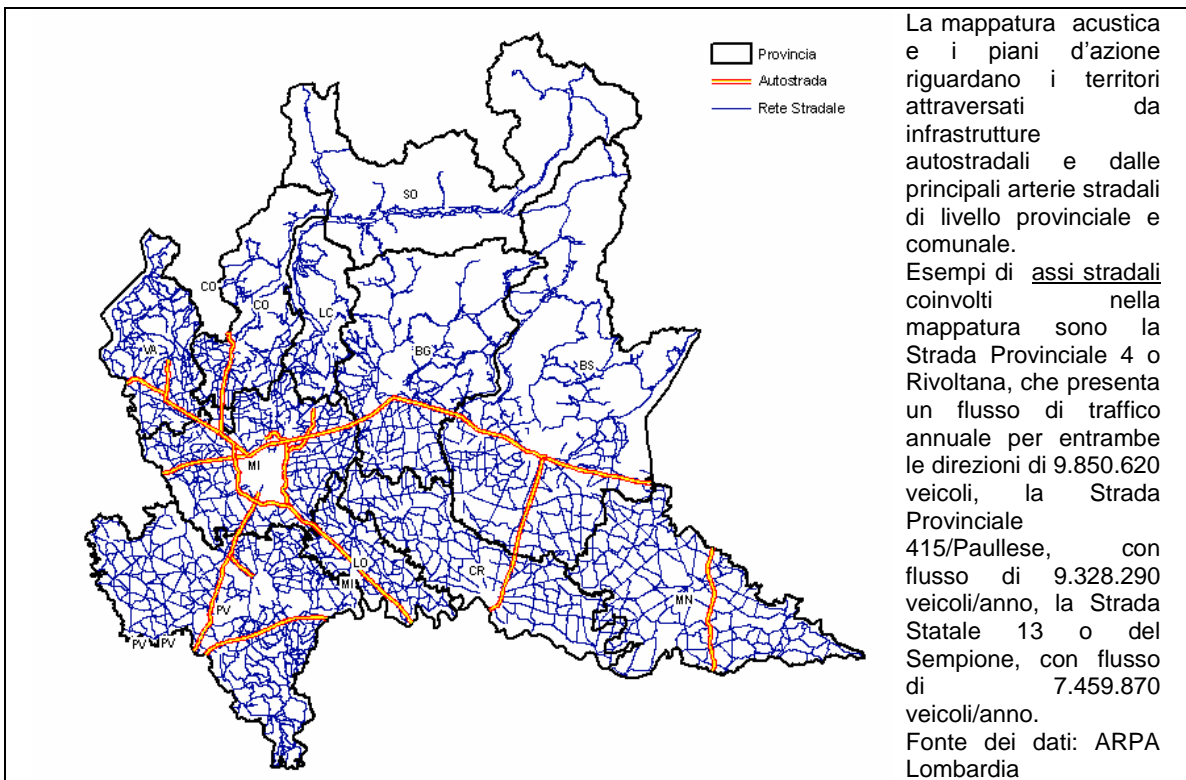 Provincia
Autostrada
Rete Stradale
SO
CO
CO
LC
VA
BG
BS
MI
LO
MI
CR
MN
PV
PV
PV
La mappatura acustica
e i piani d'azione
riguardano i territori
attraversati da
infrastrutture
autostradali e dalle
principali arterie stradali
di livello provinciale e
comunale.
Esempi di assi stradali
coinvolti nella
mappatura sono la
Strada Provinciale 4 o
Rivoltana, che presenta
un flusso di traffico
annuale per entrambe
le direzioni di 9.850.620
veicoli, la Strada
Provinciale
415/Paullese, con
flusso di 9.328.290
veicoli/anno, la Strada
Statale 13 o del
Sempione, con flusso
di 7.459.870
veicoli/anno.
Fonte dei dati: ARPA
Lombardia